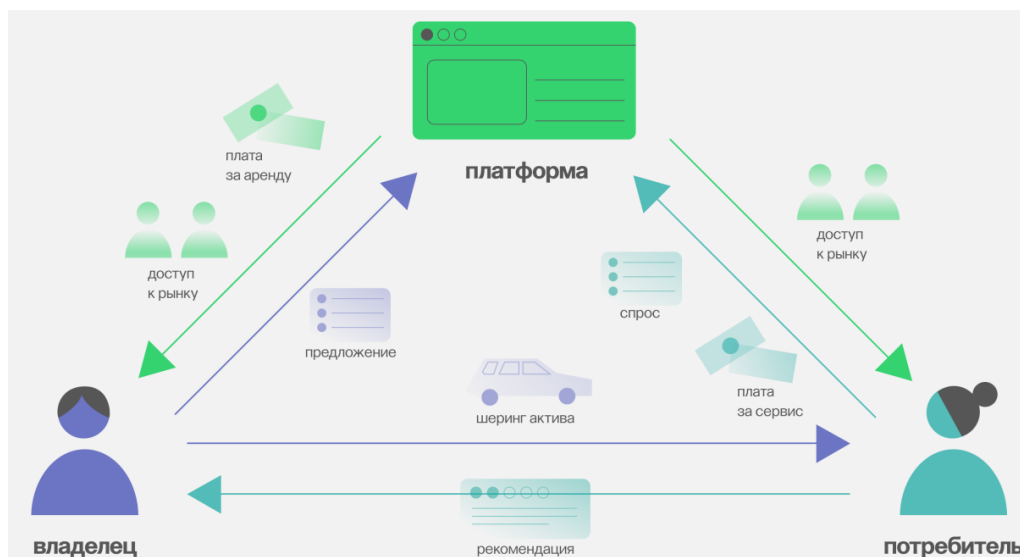 платформа
плата
за аренду
доступ
к рынку
доступ
к рынку
спрос
предложение
плата
за сервис
шеринг актива
владелец
рекомендация
потребитель